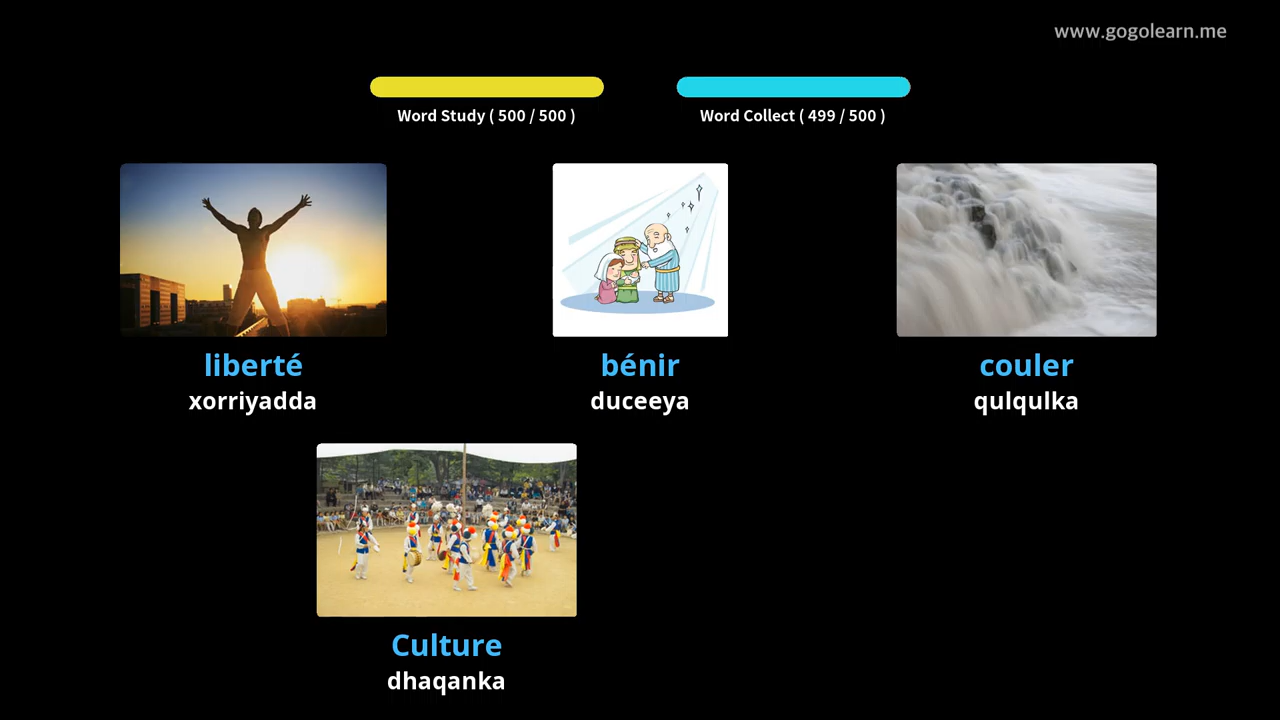 www.gogolearn.me
Word Study ( 500 / 500 )
Word Collect ( 499 / 500 )
liberté
xorriyadda
bénir
duceeya
couler
qulqulka
Culture
dhaqanka